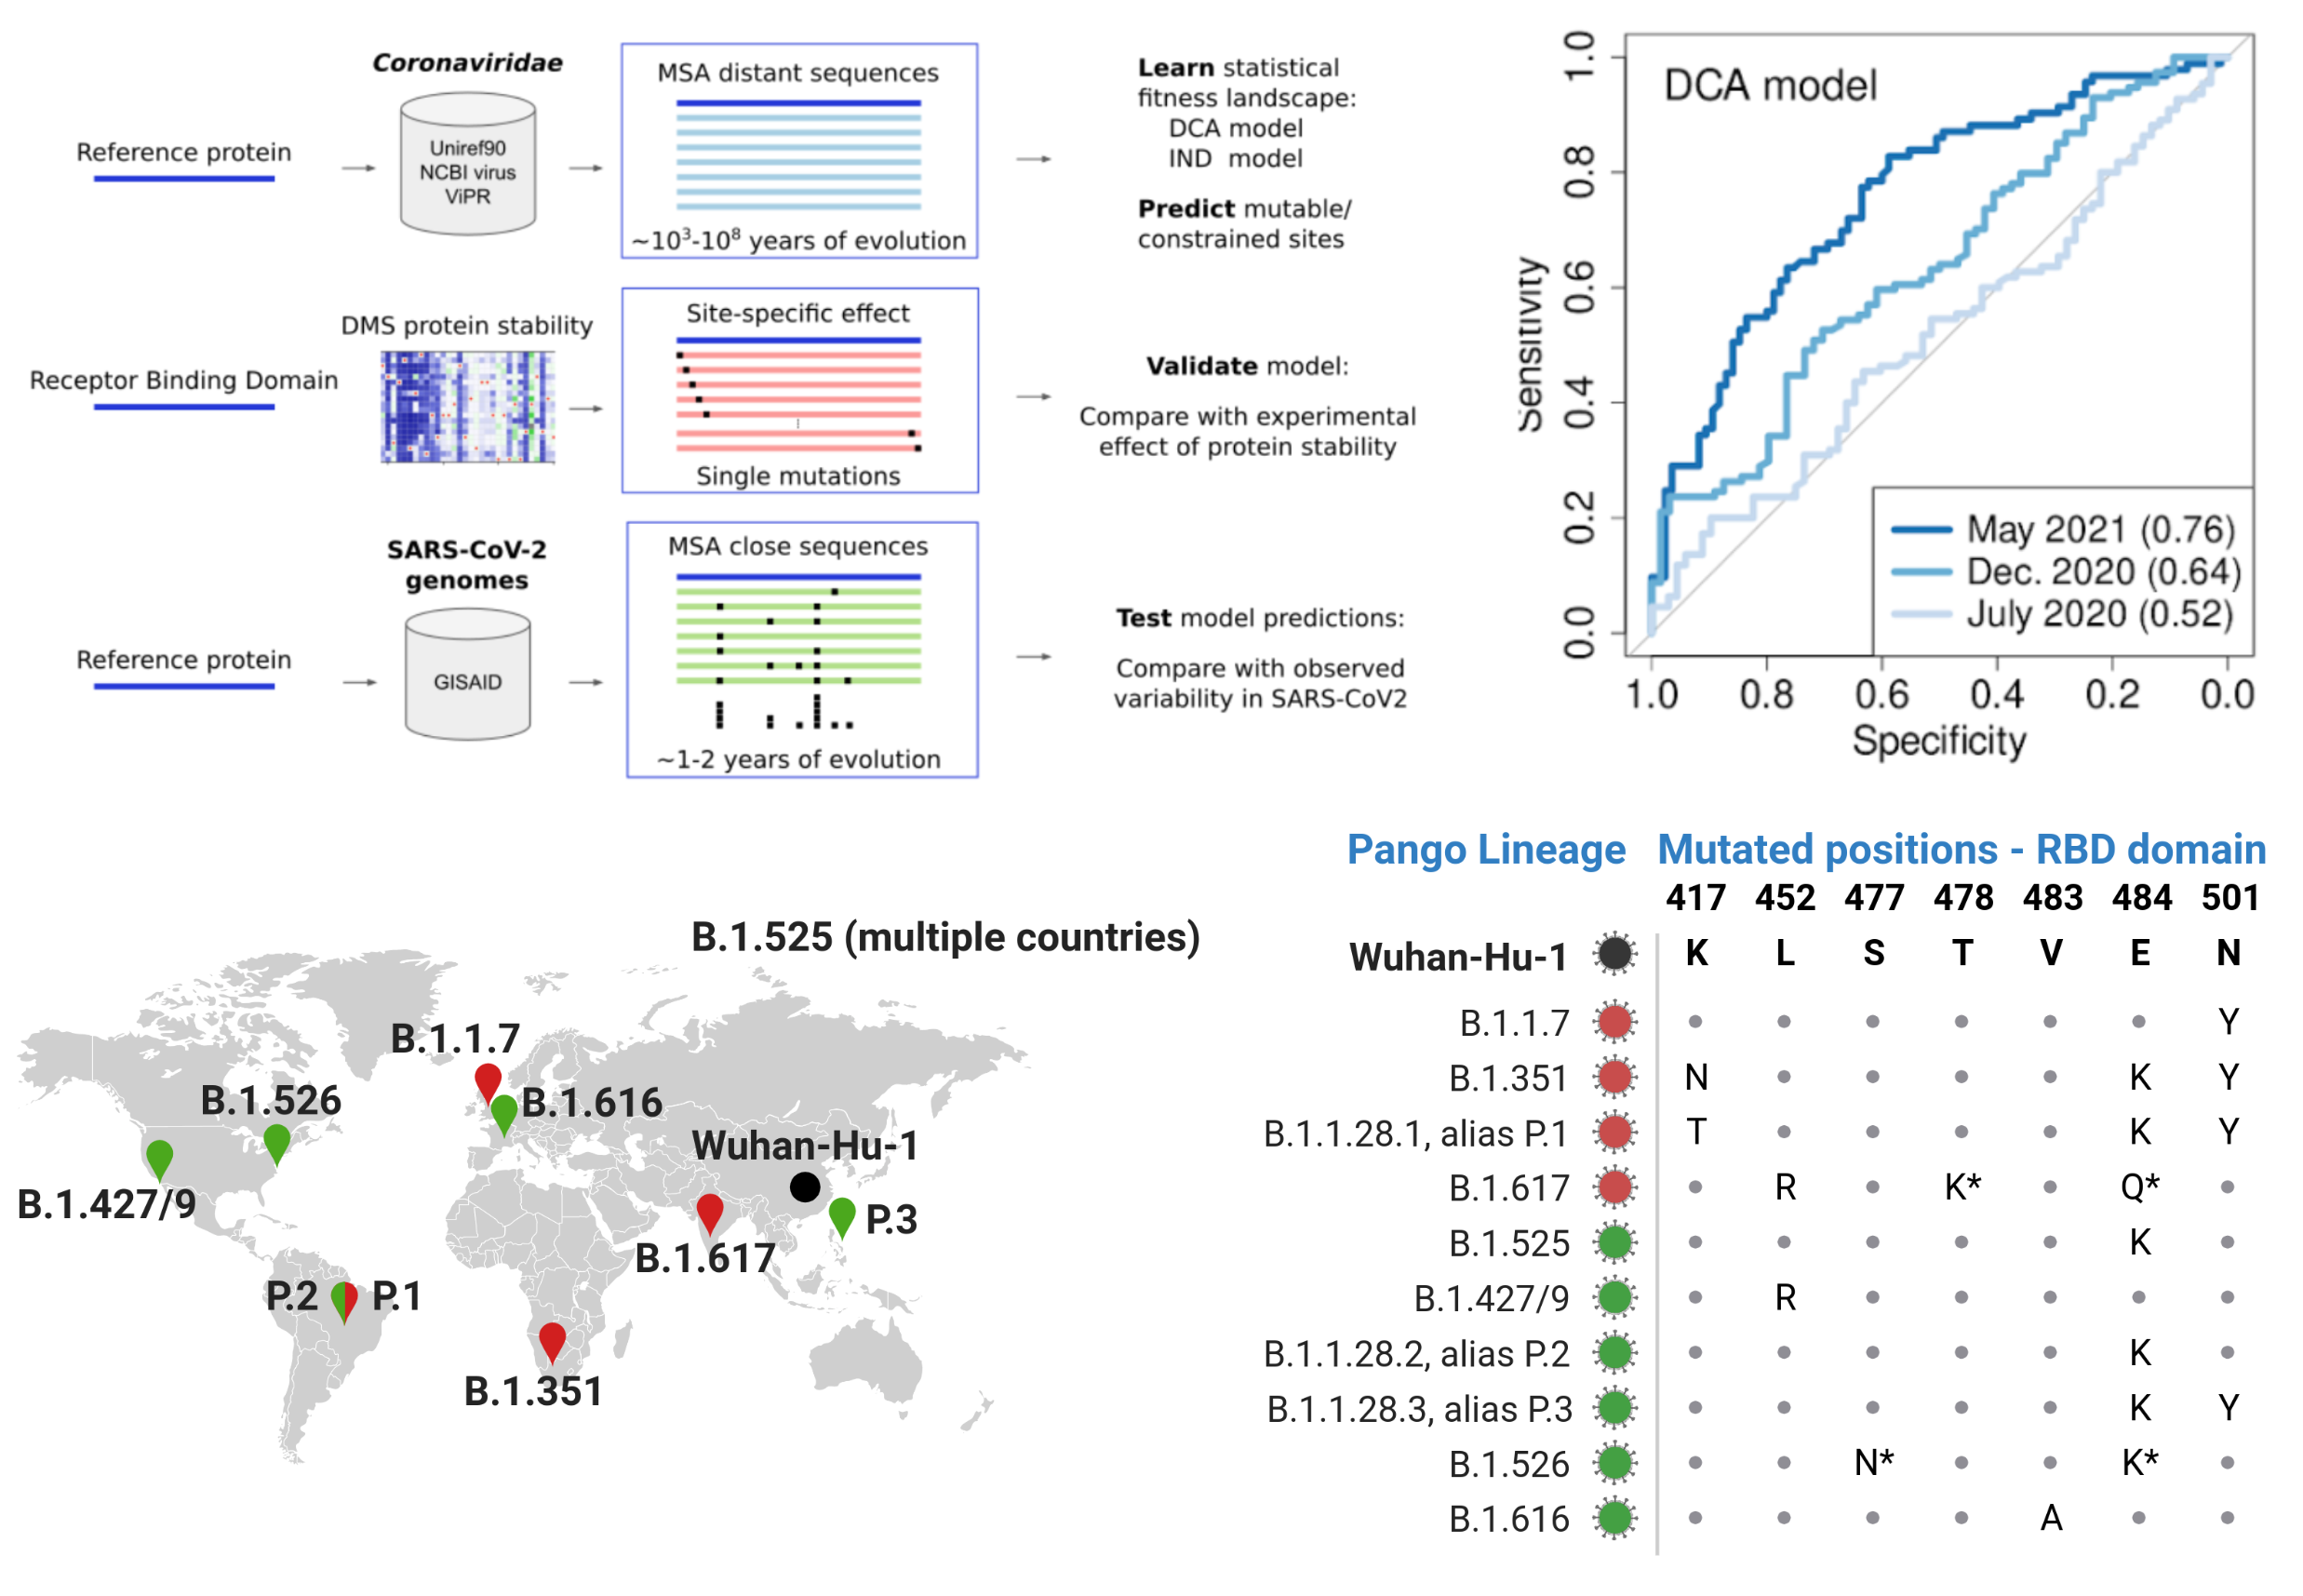 Coronaviridae
Reference protein
Uniref90
NCBI virus
ViPR
MSA distant sequences
~10³-10⁸ years of evolution
Learn statistical
fitness landscape:
DCA model
IND model
Predict mutable/
constrained sites
DMS protein stability
Receptor Binding Domain
Site-specific effect
Single mutations
Validate model:
Compare with experimental
effect of protein stability
SARS-CoV-2
genomes
Reference protein
GISAID
MSA close sequences
~1-2 years of evolution
Test model predictions:
Compare with observed
variability in SARS-CoV2
DCA model
Sensitivity
1.0
0.8
0.6
0.4
0.2
0.0
May 2021 (0.76)
Dec. 2020 (0.64)
July 2020 (0.52)
1.0 0.8 0.6 0.4 0.2 0.0
Specificity
B.1.525 (multiple countries)
B.1.1.7
B.1.526
B.1.616
Wuhan-Hu-1
B.1.427/9
P.3
B.1.617
P.2 P.1
B.1.351
Pango Lineage Mutated positions - RBD domain
417 452 477 478 483 484 501
Wuhan-Hu-1 K L S T V E N
B.1.1.7 • • • • • • Y
B.1.351 N • • • • K Y
B.1.1.28.1, alias P.1 T • • • • K Y
B.1.617 • R • K* • Q* •
B.1.525 • • • • • K •
B.1.427/9 • R • • • • •
B.1.1.28.2, alias P.2 • • • • • K •
B.1.1.28.3, alias P.3 • • • • • K Y
B.1.526 • • N* • • K* •
B.1.616 • • • • A • •